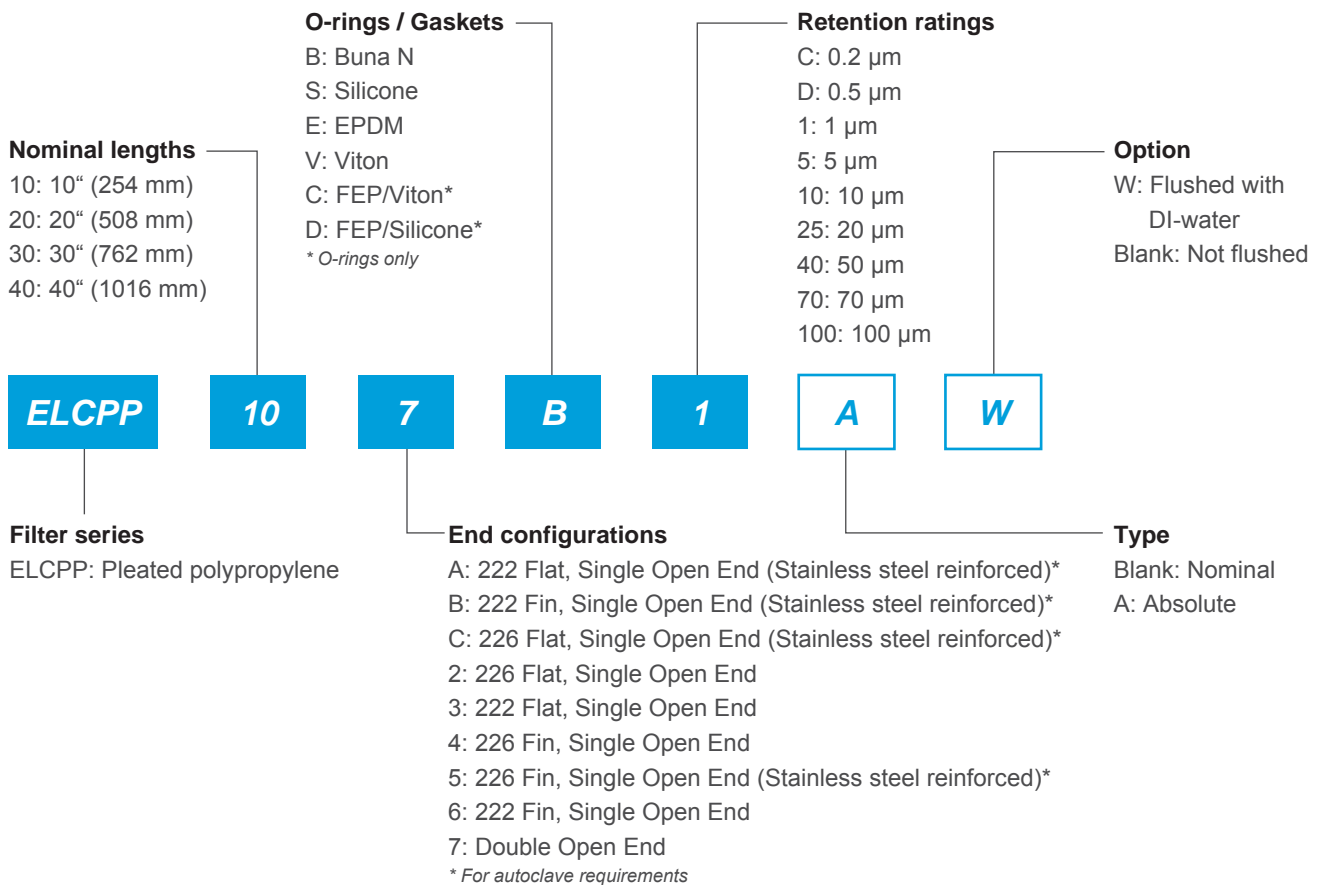 O-rings / Gaskets
B: Buna N
S: Silicone
E: EPDM
V: Viton
C: FEP/Viton*
D: FEP/Silicone*
* O-rings only
Retention ratings
C: 0.2 µm
D: 0.5 µm
1: 1 µm
5: 5 µm
10: 10 µm
25: 20 µm
40: 50 µm
70: 70 µm
100: 100 µm
Nominal lengths
10: 10“ (254 mm)
20: 20“ (508 mm)
30: 30“ (762 mm)
40: 40“ (1016 mm)
Option
W: Flushed with
DI-water
Blank: Not flushed
ELCPP 10 7 B 1 A W
Filter series
ELCPP: Pleated polypropylene
End configurations
A: 222 Flat, Single Open End (Stainless steel reinforced)*
B: 222 Fin, Single Open End (Stainless steel reinforced)*
C: 226 Flat, Single Open End (Stainless steel reinforced)*
2: 226 Flat, Single Open End
3: 222 Flat, Single Open End
4: 226 Fin, Single Open End
5: 226 Fin, Single Open End (Stainless steel reinforced)*
6: 222 Fin, Single Open End
7: Double Open End
* For autoclave requirements
Type
Blank: Nominal
A: Absolute